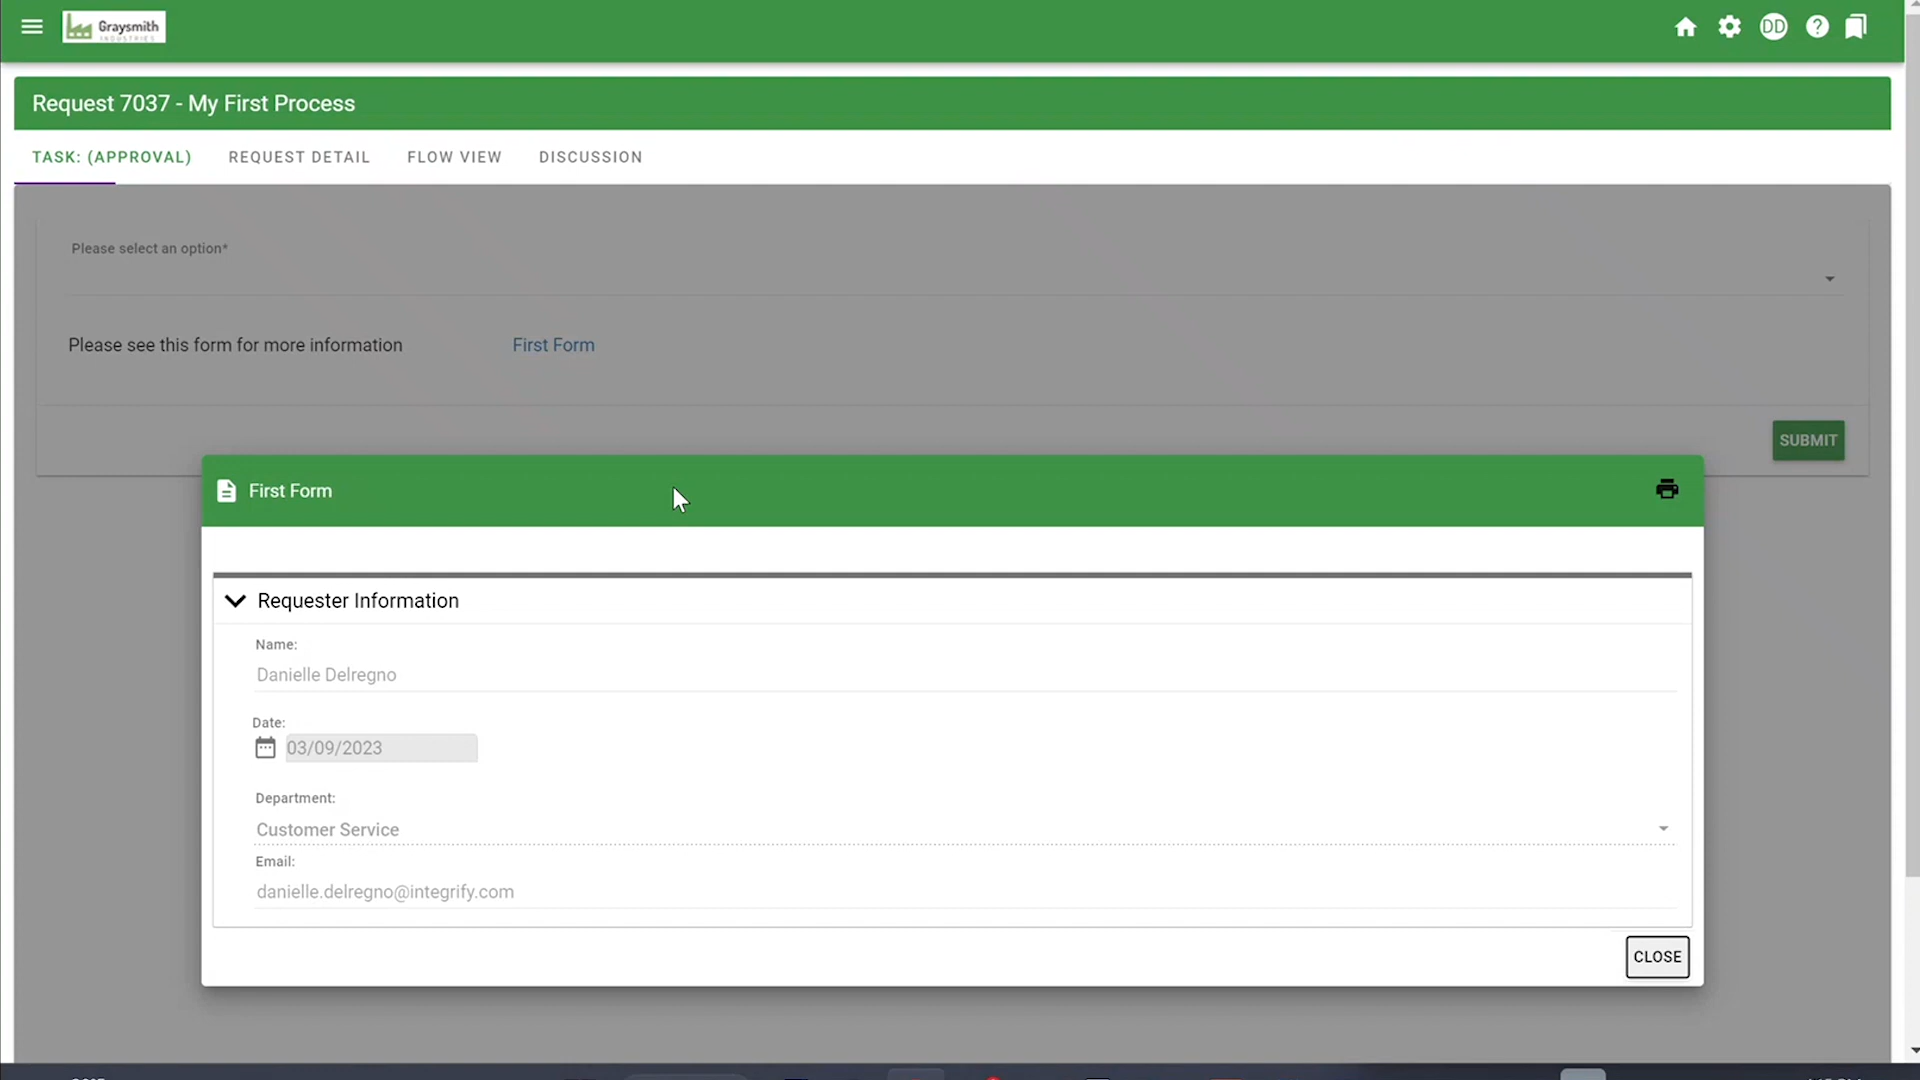 Graysmith
INDUSTRIES
DD
?
Request 7037 - My First Process
TASK: (APPROVAL)
REQUEST DETAIL
FLOW VIEW
DISCUSSION
Please select an option*
Please see this form for more information
First Form
SUBMIT
First Form
Requester Information
Name:
Danielle Delregno
Date:
03/09/2023
Department:
Customer Service
Email:
danielle.delregno@integrify.com
CLOSE